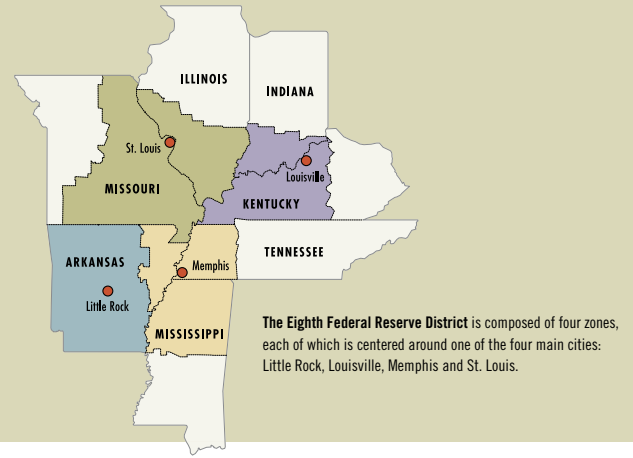 ILLINOIS
INDIANA
St. Louis
Louisville
MISSOURI
KENTUCKY
TENNESSEE
ARKANSAS
Memphis
Little Rock
MISSISSIPPI
The Eighth Federal Reserve District is composed of four zones,
each of which is centered around one of the four main cities:
Little Rock, Louisville, Memphis and St. Louis.